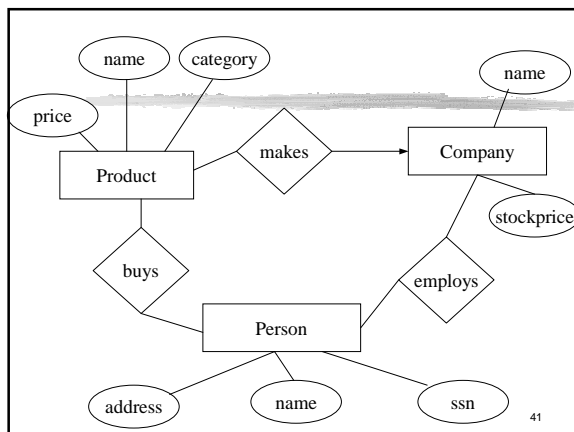 name
category
name
price
makes
Company
Product
stockprice
buys
employs
Person
address
name
ssn
41